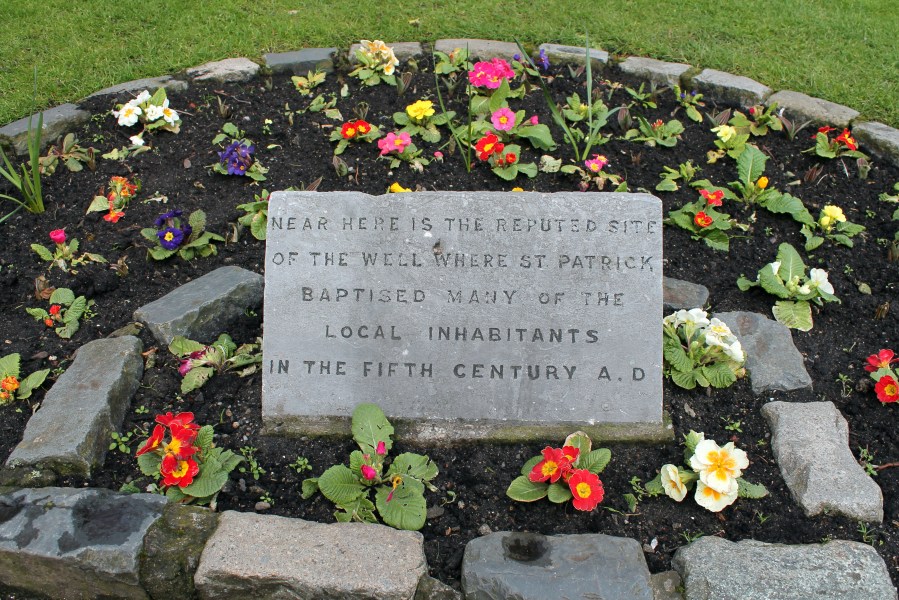 NEAR HERE IS THE REPUTED SITE
OF THE WELL WHERE ST PATRICK
BAPTISED MANY OF THE
LOCAL INHABITANTS
IN THE FIFTH CENTURY A.D